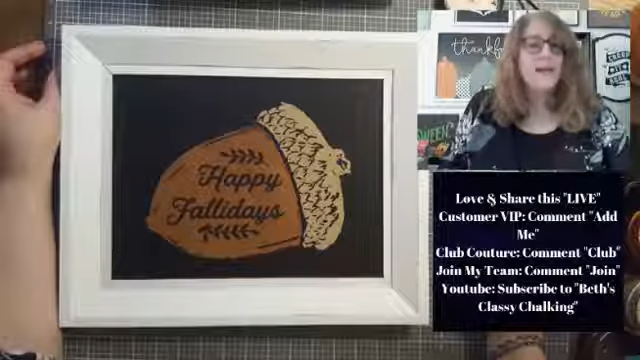 thankf
Happy
Fallidays
Love & Share this "LIVE"
Customer VIP: Comment "Add
Me"
Club Couture: Comment "Club"
Join My Team: Comment "Join"
Youtube: Subscribe to "Beth's
Classy Chalking"